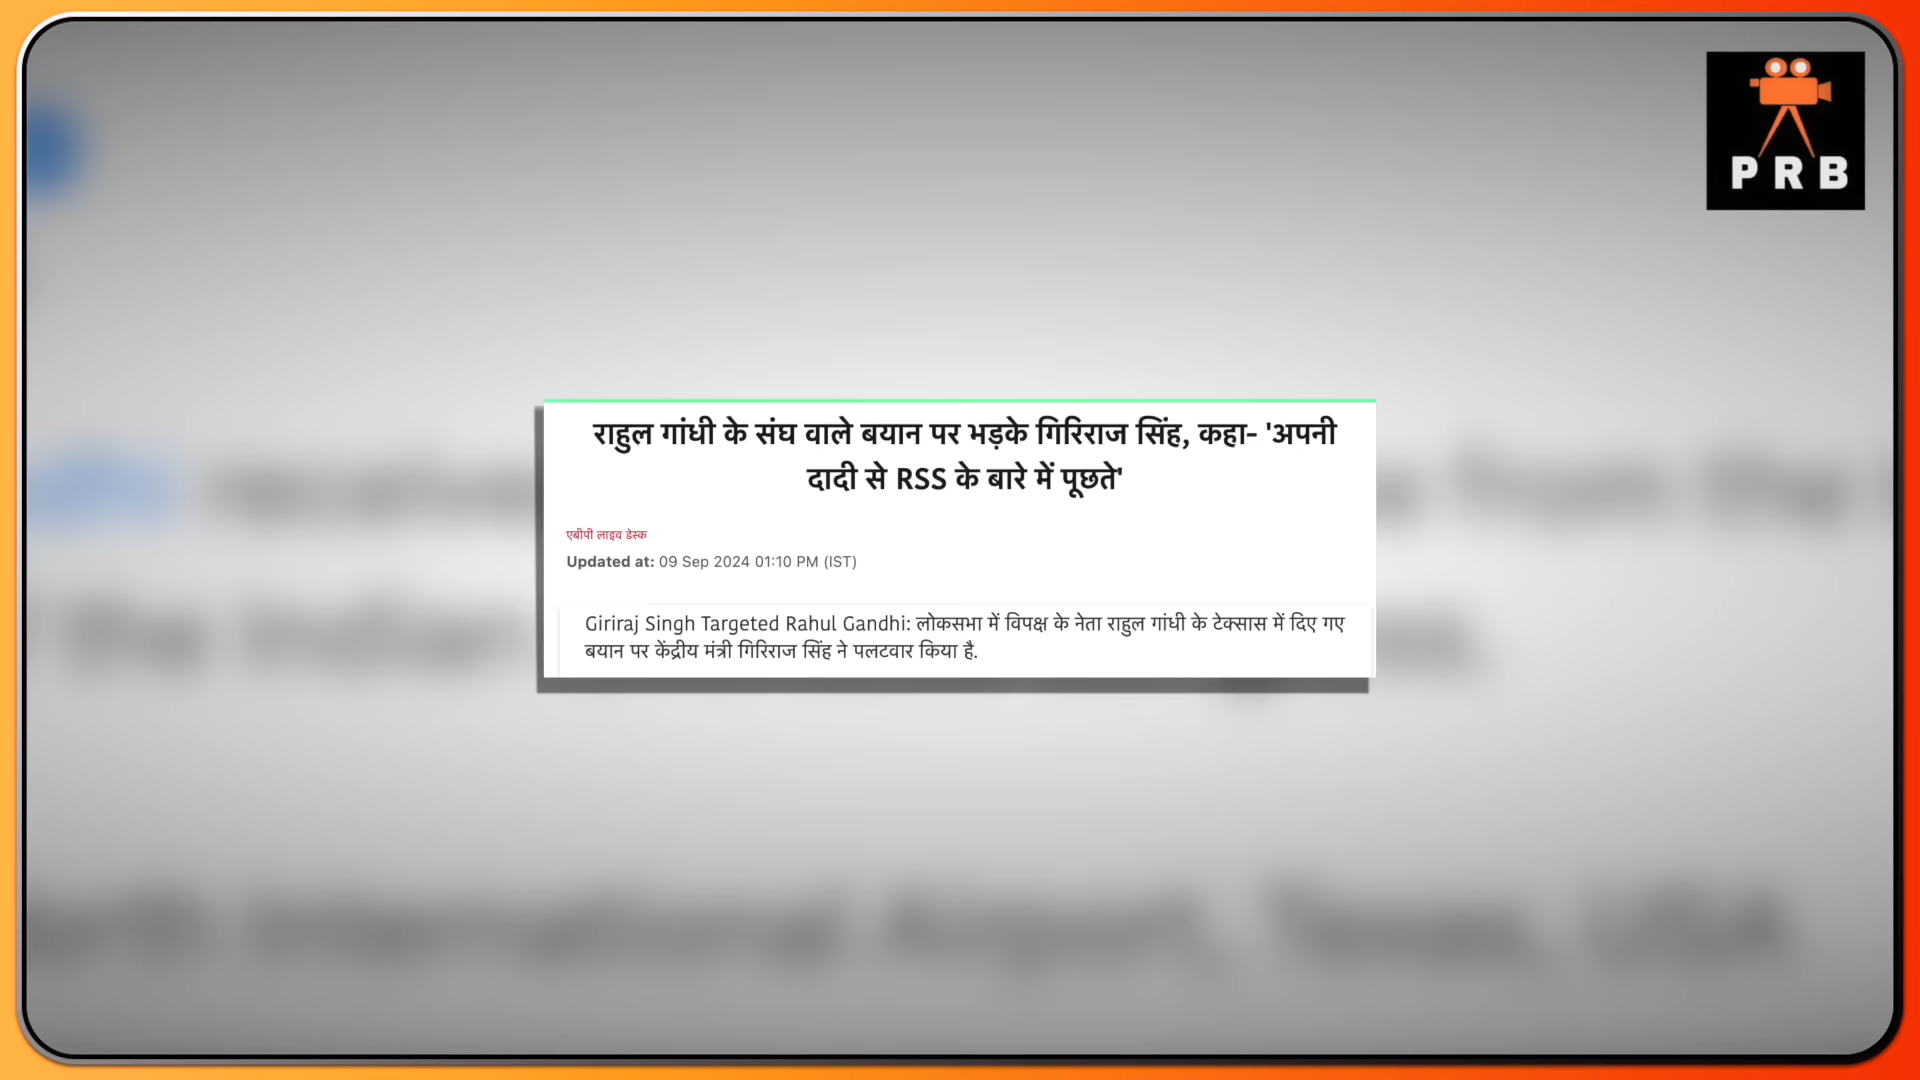 PRB
राहुल गांधी के संघ वाले बयान पर भड़के गिरिराज सिंह, कहा- 'अपनी
दादी से RSS के बारे में पूछते'
एबीपी लाइव डेस्क
Updated at: 09 Sep 2024 01:10 PM (IST)
Giriraj Singh Targeted Rahul Gandhi: लोकसभा में विपक्ष के नेता राहुल गांधी के टेक्सास में दिए गए
बयान पर केंद्रीय मंत्री गिरिराज सिंह ने पलटवार किया है.